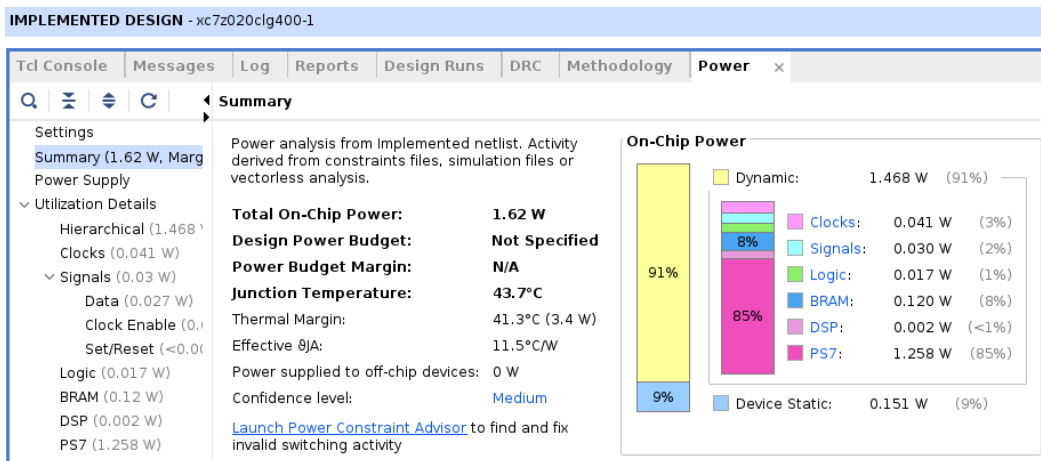 IMPLEMENTED DESIGN - xc7z020clg400-1
Tcl Console Messages Log Reports Design Runs DRC Methodology Power ×
Summary
Settings
Summary (1.62 W, Marg
Power Supply
Utilization Details
Hierarchical (1.468
Clocks (0.041 W)
Signals (0.03 W)
Data (0.027 W)
Clock Enable (0.
Set/Reset (<0.0
Logic (0.017 W)
BRAM (0.12 W)
DSP (0.002 W)
PS7 (1.258 W)
Power analysis from Implemented netlist. Activity
derived from constraints files, simulation files or
vectorless analysis.
Total On-Chip Power: 1.62 W
Design Power Budget: Not Specified
Power Budget Margin: N/A
Junction Temperature: 43.7°C
Thermal Margin: 41.3°C (3.4 W)
Effective ϑJA: 11.5°C/W
Power supplied to off-chip devices: 0 W
Confidence level: Medium
Launch Power Constraint Advisor to find and fix
invalid switching activity
On-Chip Power
91%
9%
Dynamic: 1.468 W (91%)
8%
85%
Clocks: 0.041 W (3%)
Signals: 0.030 W (2%)
Logic: 0.017 W (1%)
BRAM: 0.120 W (8%)
DSP: 0.002 W (<1%)
PS7: 1.258 W (85%)
Device Static: 0.151 W (9%)